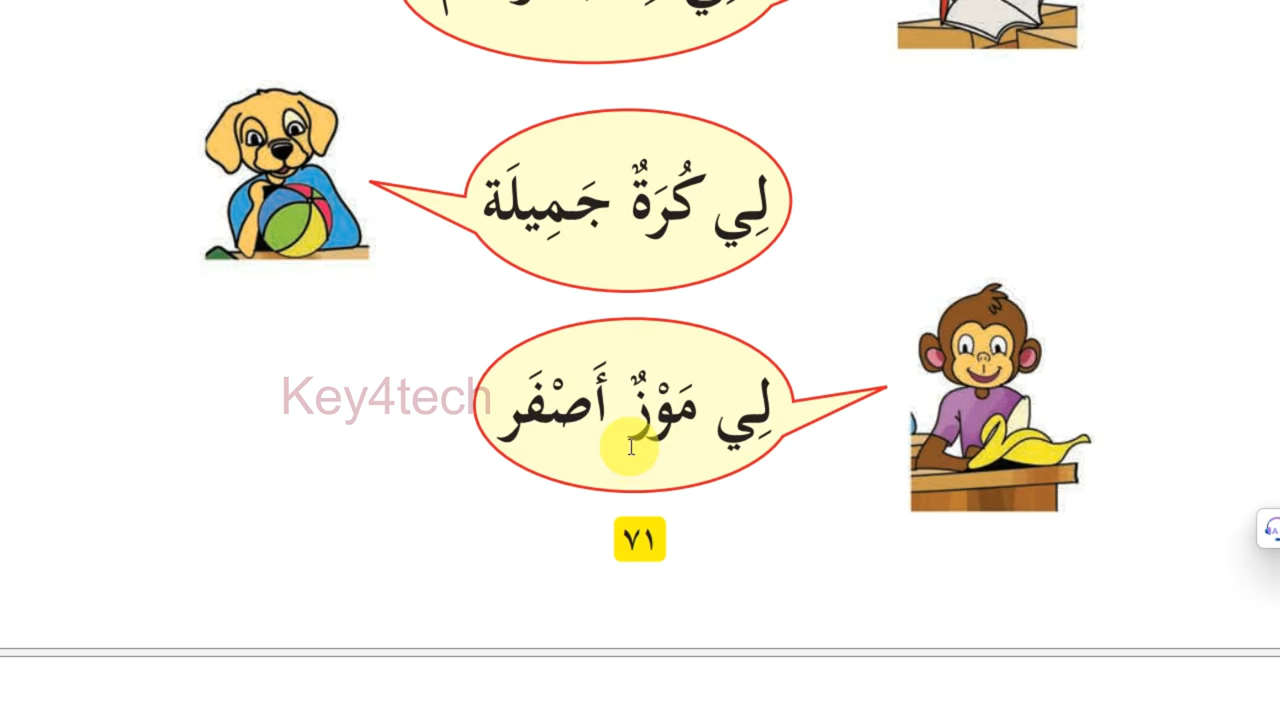 لِي كُرَةٌ جَمِيلَة
لِي مَوْزٌ أَصْفَر
Key4tech
٧١